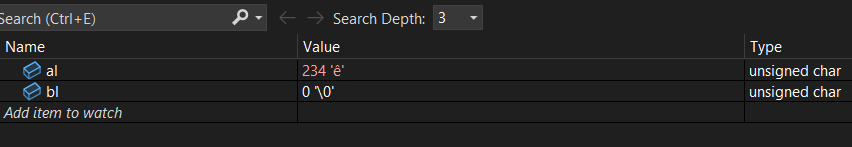 Search (Ctrl+E) Search Depth: 3
Name Value Type
al 234 'ê' unsigned char
bl 0 '\0' unsigned char
Add item to watch